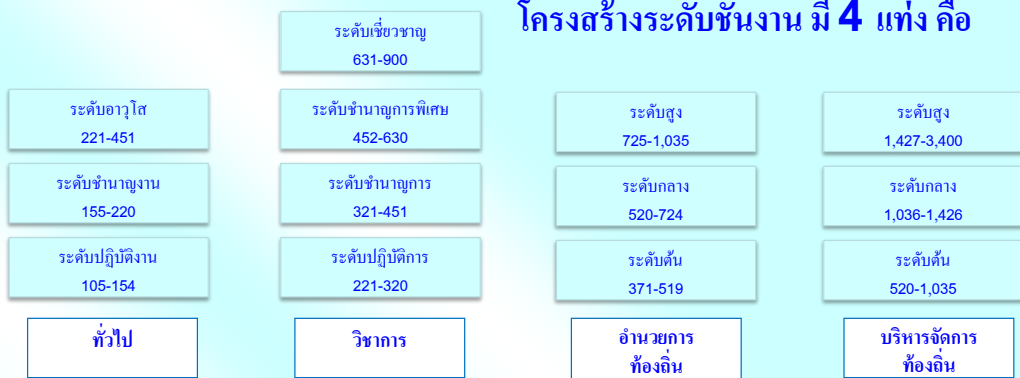 โครงสร้างระดับชั้นงาน มี 4 แท่ง คือ
ระดับเชี่ยวชาญ
631-900
ระดับอาวุโส
221-451
ระดับชำนาญการพิเศษ
452-630
ระดับสูง
725-1,035
ระดับสูง
1,427-3,400
ระดับชำนาญงาน
155-220
ระดับชำนาญการ
321-451
ระดับกลาง
520-724
ระดับกลาง
1,036-1,426
ระดับปฏิบัติงาน
105-154
ระดับปฏิบัติการ
221-320
ระดับต้น
371-519
ระดับต้น
520-1,035
ทั่วไป
วิชาการ
อำนวยการ
ท้องถิ่น
บริหารจัดการ
ท้องถิ่น